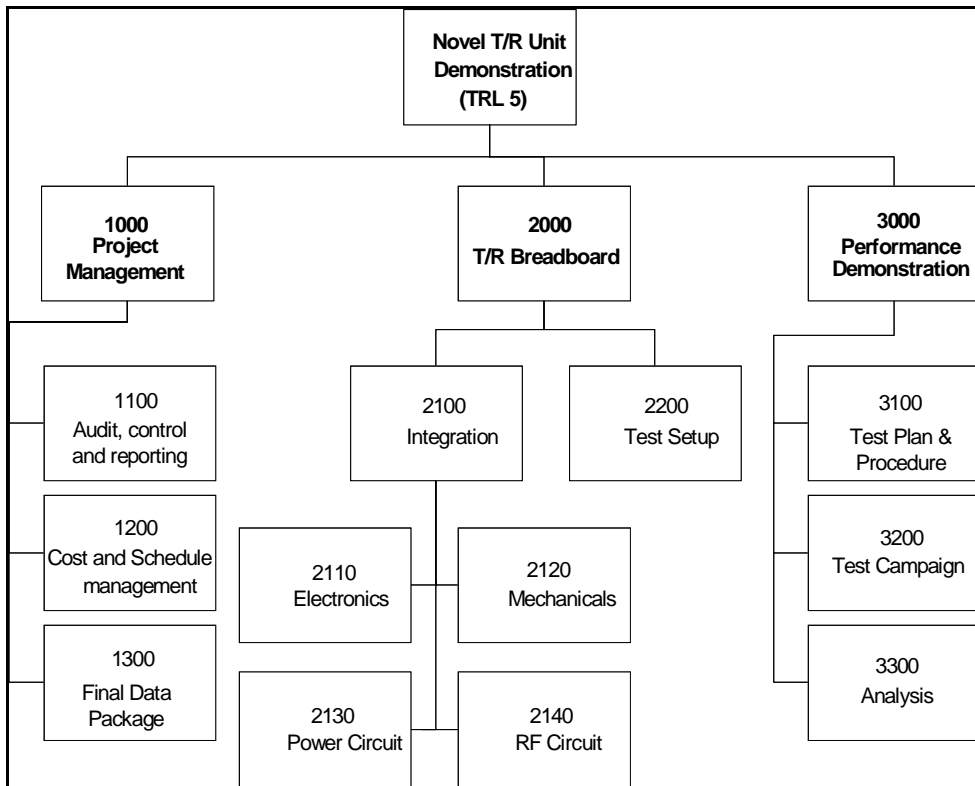 Novel T/R Unit
Demonstration
(TRL 5)
1000
Project
Management
2000
T/R Breadboard
3000
Performance
Demonstration
1100
Audit, control
and reporting
1200
Cost and Schedule
management
1300
Final Data
Package
2100
Integration
2200
Test Setup
2110
Electronics
2120
Mechanicals
2130
Power Circuit
2140
RF Circuit
3100
Test Plan &
Procedure
3200
Test Campaign
3300
Analysis